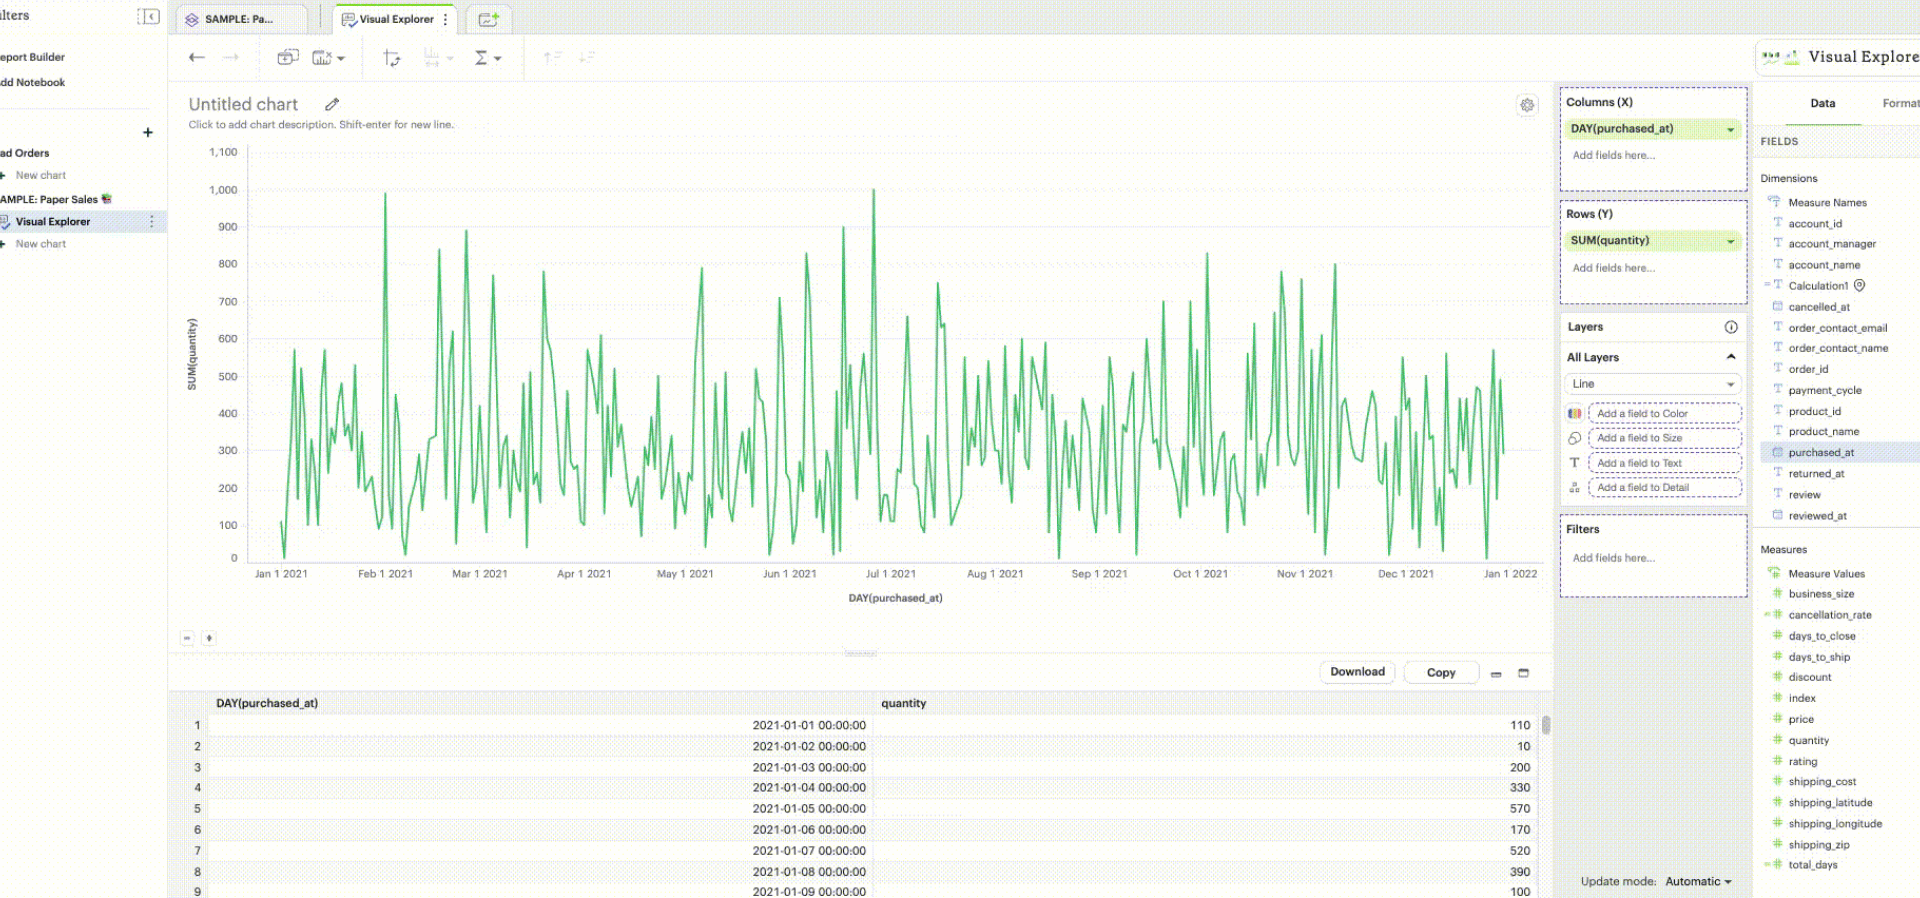 SAMPLE: Pa...
Visual Explorer
Visual Explore
eport Builder
dd Notebook
ad Orders
New chart
AMPLE: Paper Sales
Visual Explorer
New chart
Untitled chart
Click to add chart description. Shift-enter for new line.
1,100
1,000
900
800
700
600
500
400
300
200
100
0
SUM(quantity)
Jan 1 2021
Feb 1 2021
Mar 1 2021
Apr 1 2021
May 1 2021
Jun 1 2021
Jul 1 2021
Aug 1 2021
Sep 1 2021
Oct 1 2021
Nov 1 2021
Dec 1 2021
Jan 1 2022
DAY(purchased_at)
Download
Copy
DAY(purchased_at) quantity
1 2021-01-01 00:00:00 110
2 2021-01-02 00:00:00 10
3 2021-01-03 00:00:00 200
4 2021-01-04 00:00:00 330
5 2021-01-05 00:00:00 570
6 2021-01-06 00:00:00 170
7 2021-01-07 00:00:00 520
8 2021-01-08 00:00:00 390
9 2021-01-09 00:00:00 100
Columns (X)
DAY(purchased_at)
Add fields here...
Rows (Y)
SUM(quantity)
Add fields here...
Layers
All Layers
Line
Add a field to Color
Add a field to Size
Add a field to Text
Add a field to Detail
Filters
Add fields here...
Update mode: Automatic
Data
Format
FIELDS
Dimensions
Measure Names
account_id
account_manager
account_name
Calculation1
cancelled_at
order_contact_email
order_contact_name
order_id
payment_cycle
product_id
product_name
purchased_at
returned_at
review
reviewed_at
Measures
Measure Values
business_size
cancellation_rate
days_to_close
days_to_ship
discount
index
price
quantity
rating
shipping_cost
shipping_latitude
shipping_longitude
shipping_zip
total_days